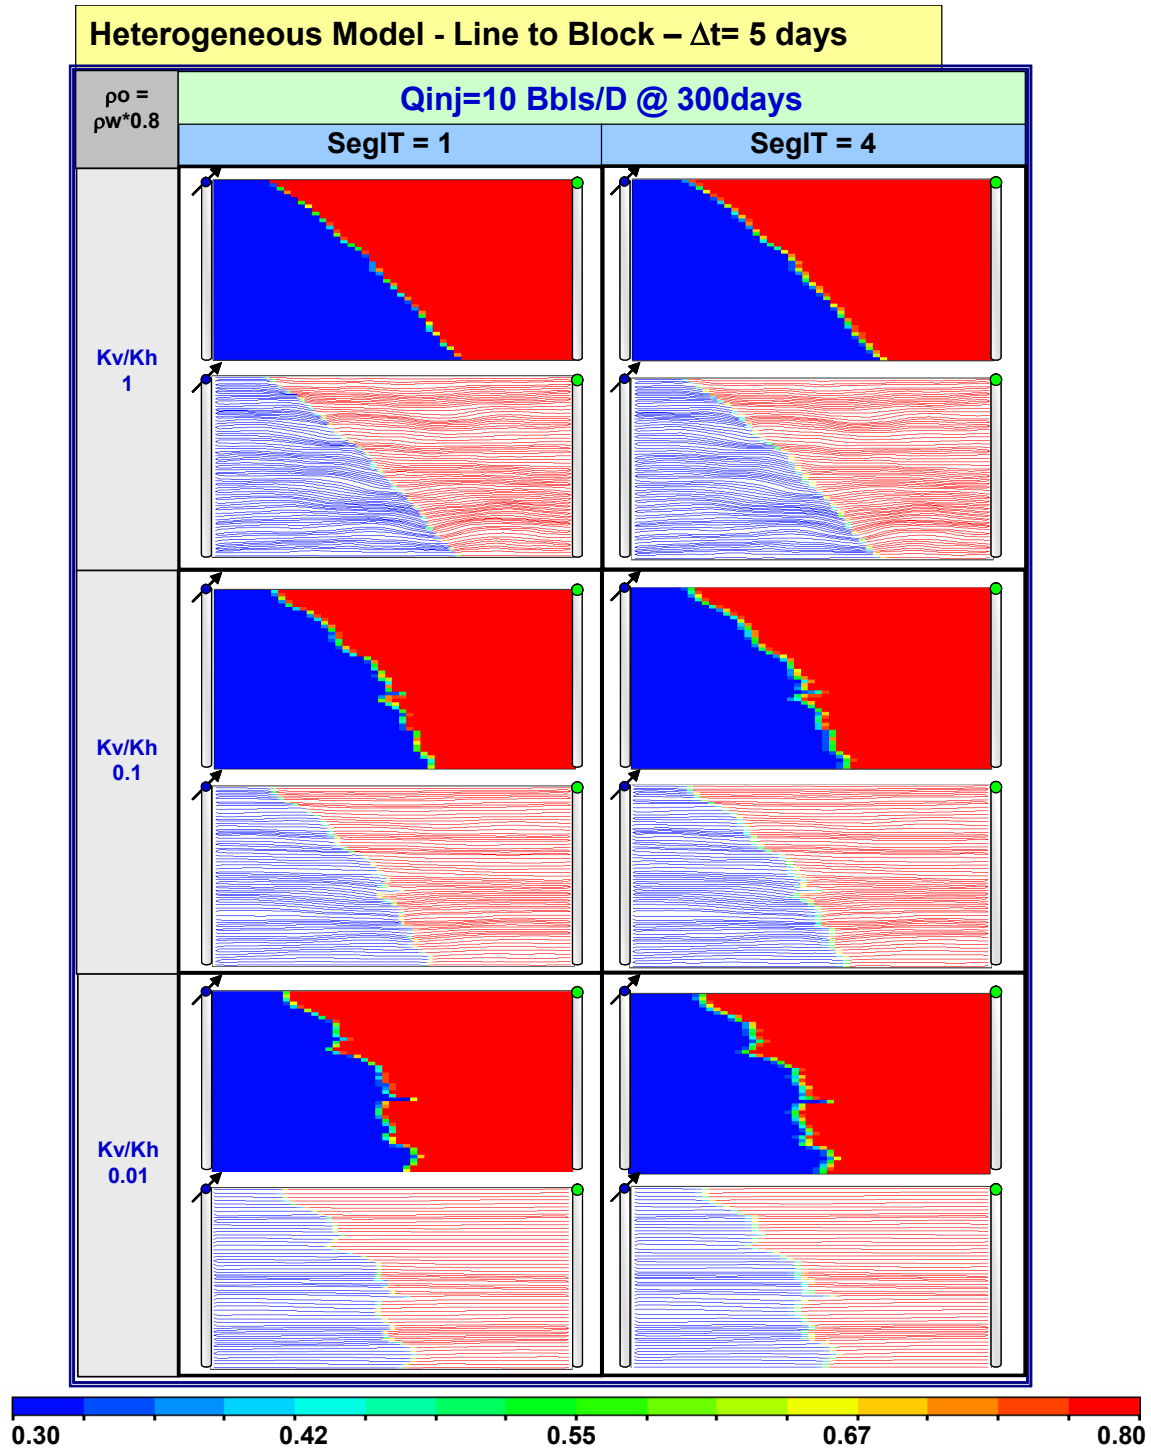 Heterogeneous Model - Line to Block – Δt= 5 days
ρo =
ρw*0.8
Qinj=10 Bbls/D @ 300days
SegIT = 1
SegIT = 4
Kv/Kh
1
Kv/Kh
0.1
Kv/Kh
0.01
0.30
0.42
0.55
0.67
0.80